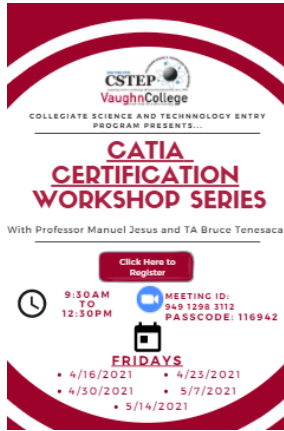 CSTEP
VaughnCollege
COLLEGIATE SCIENCE AND TECHNNOLOGY ENTRY
PROGRAM PRESENTS...
CATIA
CERTIFICATION
WORKSHOP SERIES
With Professor Manuel Jesus and TA Bruce Tenesaca
Click Here to
Register
9:30AM
TO
12:30PM
MEETING ID:
949 1298 3112
PASSCODE: 116942
FRIDAYS
• 4/16/2021 • 4/23/2021
• 4/30/2021 • 5/7/2021
• 5/14/2021